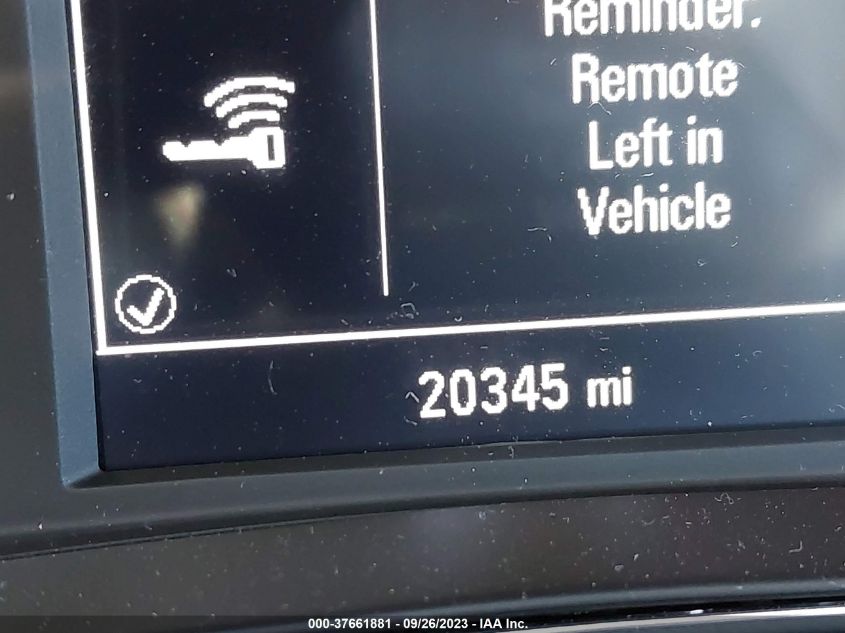 Reminder:
Remote
Left in
Vehicle
20345 mi
000-37661881 - 09/26/2023 - IAA Inc.